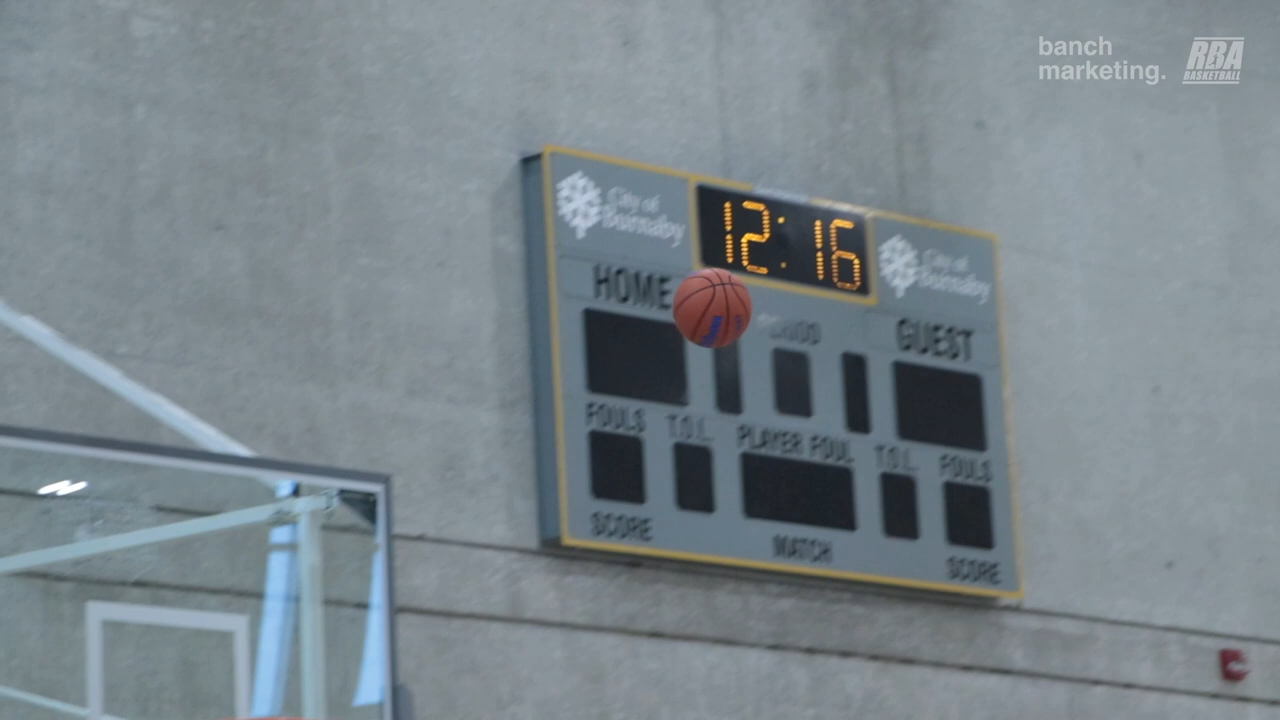 banch
marketing.
RBA
BASKETBALL
City of
Burnaby
12:16
City of
Burnaby
HOME
GUEST
FOULS
T.O.L.
PLAYER FOUL
T.O.L.
FOULS
SCORE
MATCH
SCORE